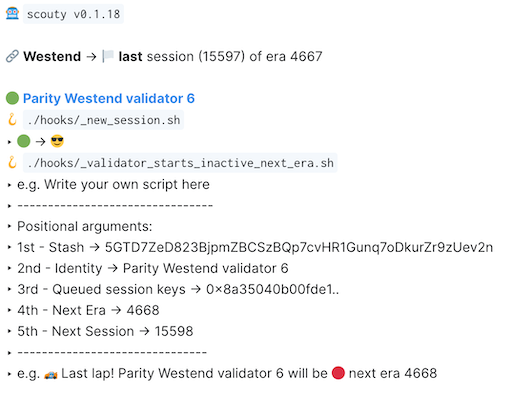 scouty v0.1.18
🔗 Westend → 🏳️ last session (15597) of era 4667
🟢 Parity Westend validator 6
🪝 ./hooks/_new_session.sh
‣ 🟢 → 😎
🪝 ./hooks/_validator_starts_inactive_next_era.sh
‣ e.g. Write your own script here
‣ --------------------------------
‣ Positional arguments:
‣ 1st - Stash → 5GTD7ZeD823BjpmZBCSzBQp7cvHR1Gunq7oDkurZr9zUev2n
‣ 2nd - Identity → Parity Westend validator 6
‣ 3rd - Queued session keys → 0x8a35040b00fde1..
‣ 4th - Next Era → 4668
‣ 5th - Next Session → 15598
‣ -------------------------------
‣ e.g. 🚗 Last lap! Parity Westend validator 6 will be 🔴 next era 4668